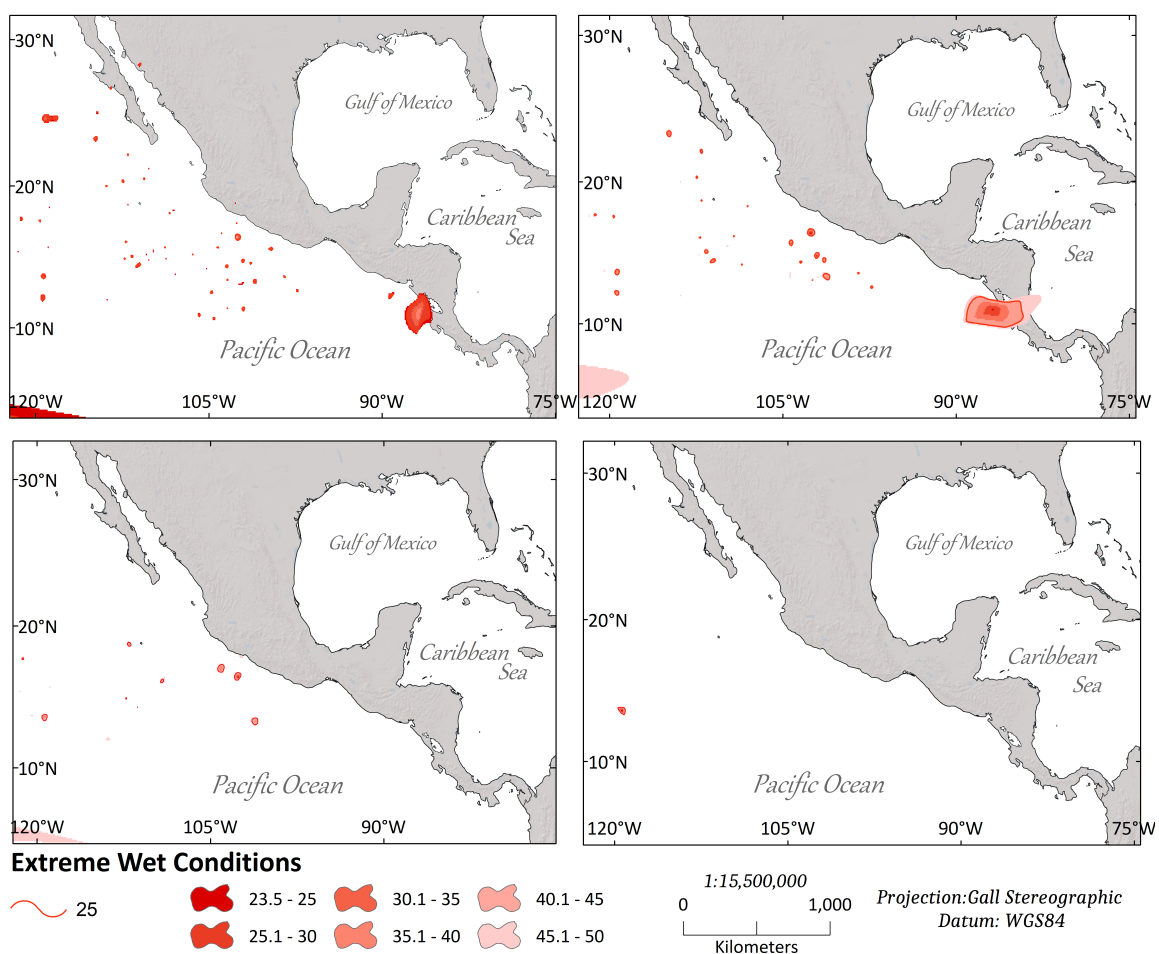 30°N
20°N
10°N
120°W
105°W
90°W
75°W
Gulf of Mexico
Caribbean
Sea
Pacific Ocean
30°N
20°N
10°N
120°W
105°W
90°W
75°W
Gulf of Mexico
Caribbean
Sea
Pacific Ocean
30°N
20°N
10°N
120°W
105°W
90°W
Gulf of Mexico
Caribbean
Sea
Pacific Ocean
30°N
20°N
10°N
120°W
105°W
90°W
75°W
Gulf of Mexico
Caribbean
Sea
Pacific Ocean
Extreme Wet Conditions
25
23.5 - 25
30.1 - 35
40.1 - 45
25.1 - 30
35.1 - 40
45.1 - 50
1:15,500,000
0 1,000
Kilometers
Projection:Gall Stereographic
Datum: WGS84